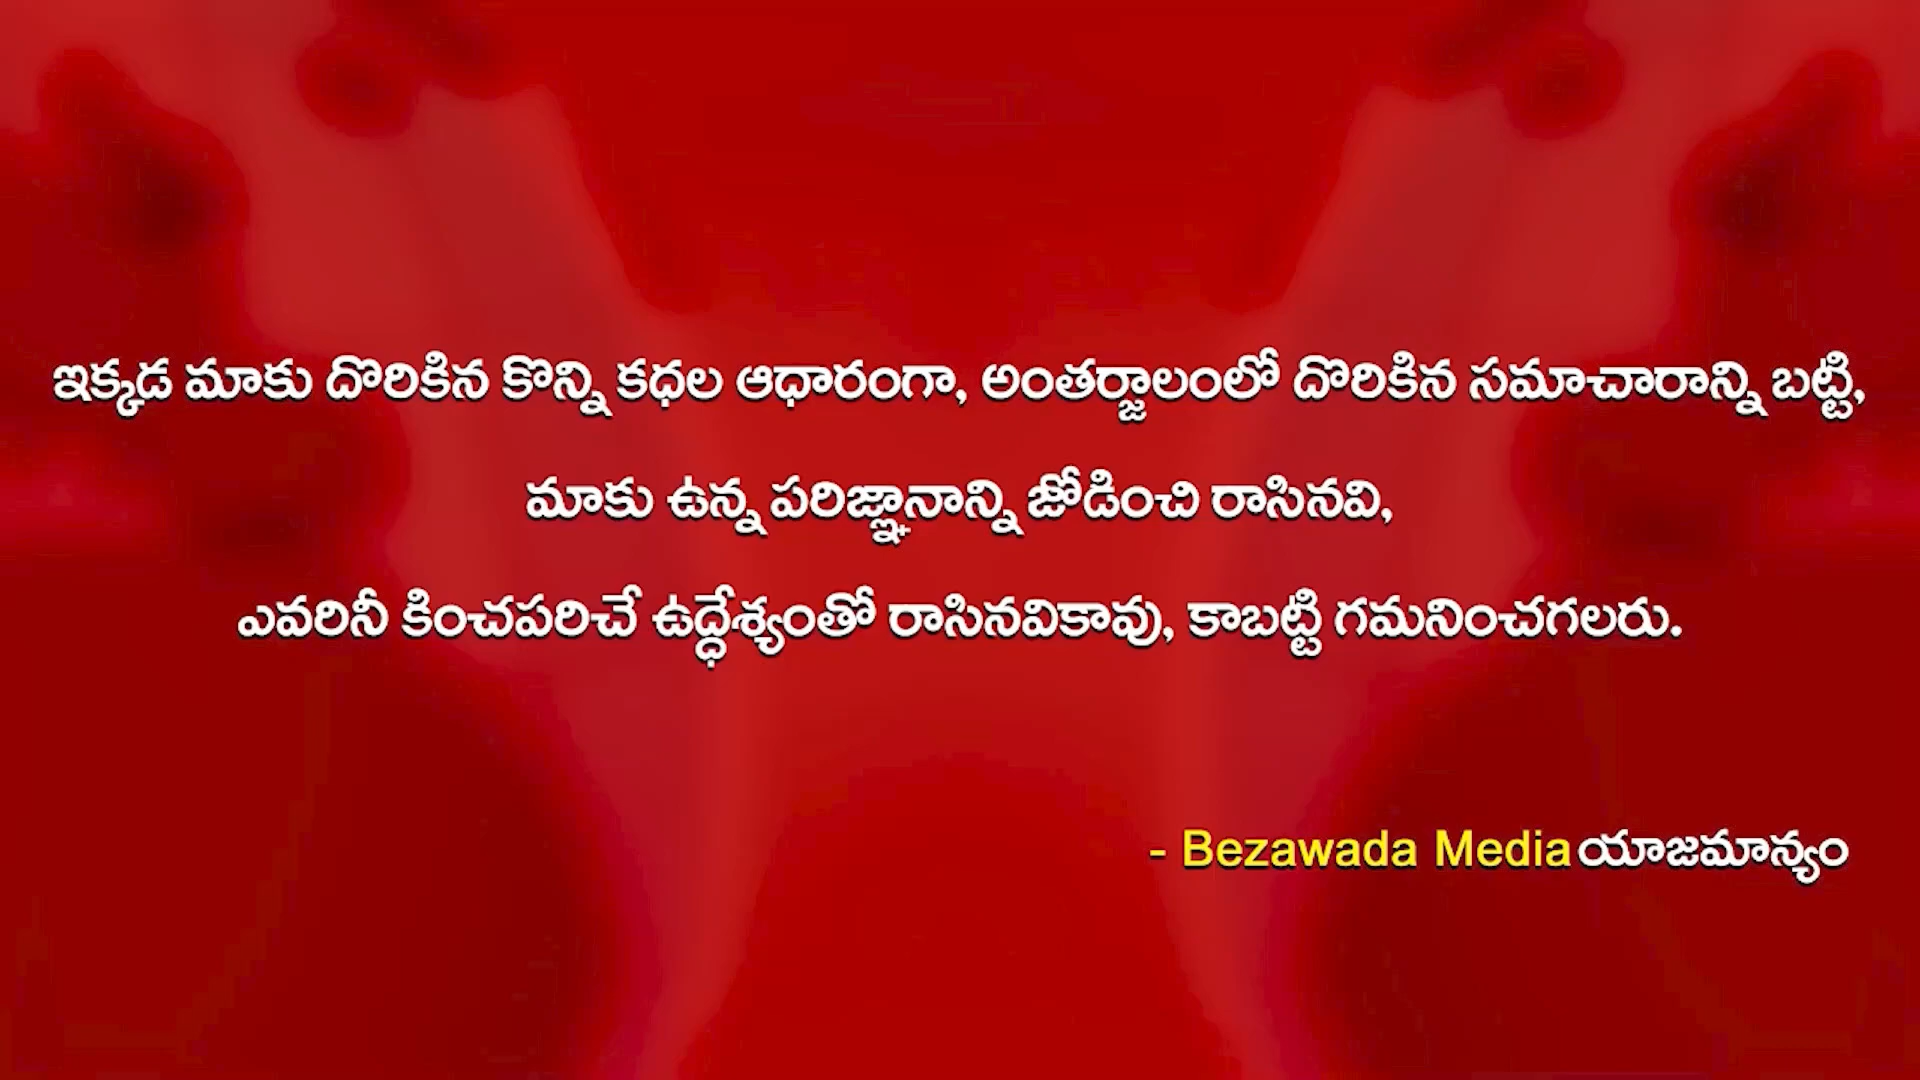 ఇక్కడ మాకు దొరికిన కొన్ని కధల ఆధారంగా, అంతర్జాలంలో దొరికిన సమాచారాన్ని బట్టి,
మాకు ఉన్న పరిజ్ఞానాన్ని జోడించి రాసినవి,
ఎవరినీ కించపరిచే ఉద్ధేశ్యంతో రాసినవికావు, కాబట్టి గమనించగలరు.
- Bezawada Media యాజమాన్యం